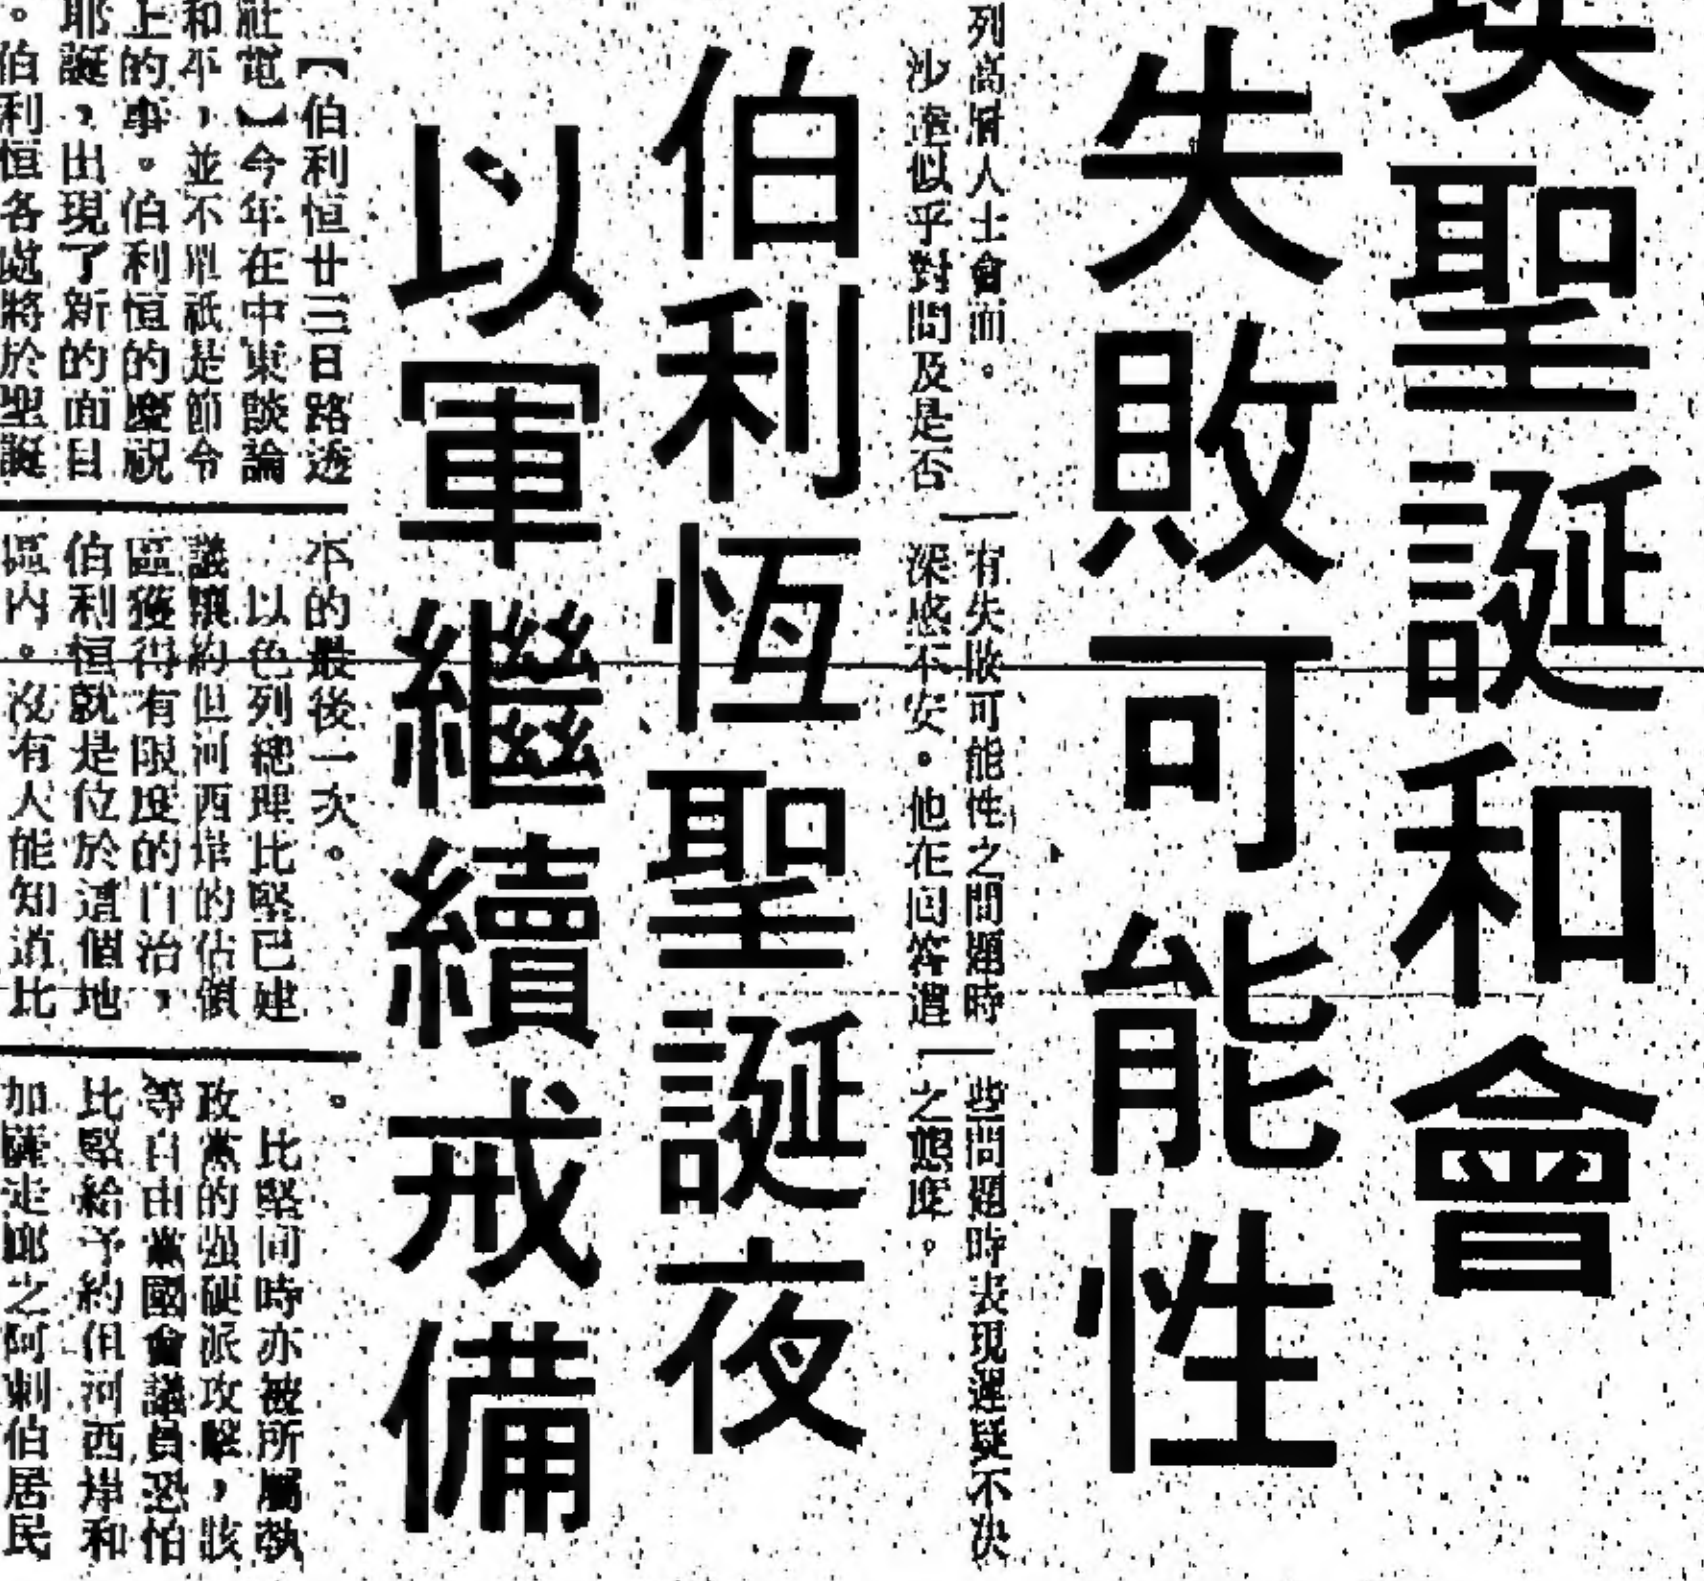 埃聖誕和會
失敗可能性
列高層人士會面。
沙達似乎對問及是否
有失敗可能性之問題時
深感不安。他在回答這
些問題時表現遲疑不決
之態度。
伯利恆聖誕夜
以軍繼續戒備
【伯利恒廿三日路透
社電】今年在中東談論
和平,並不單祇是節令
上的事。伯利恒的慶祝
耶誕,出現了新的面目
。伯利恒各處將於聖誕
不的最後一次。
以色列總理比堅已建
議讓約但河西岸的佔領
區獲得有限度的自治,
伯利恒就是位於這個地
區內。沒有人能知道比
。
比堅同時亦被所屬執
政黨的强硬派攻擊,該
等自由黨國會議員恐怕
比堅給予約但河西岸和
加薩走廊之阿剌伯居民